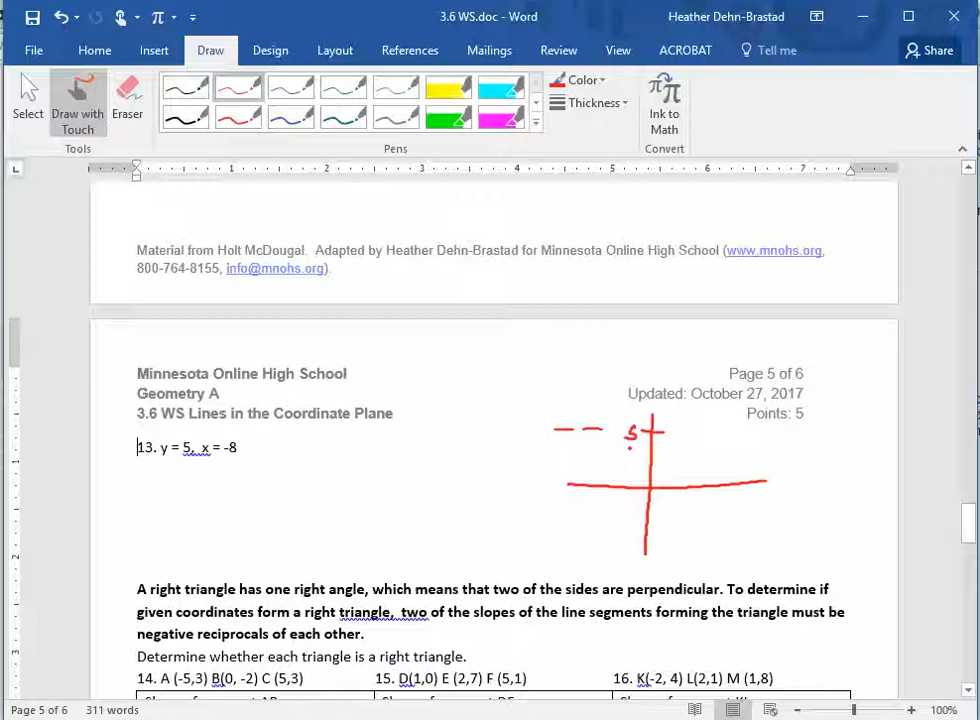 3.6 WS.doc - Word
Heather Dehn-Brastad
File Home Insert Draw Design Layout References Mailings Review View ACROBAT Tell me Share
Select
Draw with Touch
Eraser
Color
Thickness
Ink to Math
Tools
Pens
Convert
L 1 2 3 4 5 6 7
Material from Holt McDougal. Adapted by Heather Dehn-Brastad for Minnesota Online High School (www.mnohs.org,
800-764-8155, info@mnohs.org).
Minnesota Online High School Page 5 of 6
Geometry A Updated: October 27, 2017
3.6 WS Lines in the Coordinate Plane Points: 5
13. y = 5, x = -8
5
A right triangle has one right angle, which means that two of the sides are perpendicular. To determine if
given coordinates form a right triangle, two of the slopes of the line segments forming the triangle must be
negative reciprocals of each other.
Determine whether each triangle is a right triangle.
14. A (-5,3) B(0, -2) C (5,3) 15. D(1,0) E (2,7) F (5,1) 16. K(-2, 4) L(2,1) M (1,8)
Page 5 of 6 311 words 100%